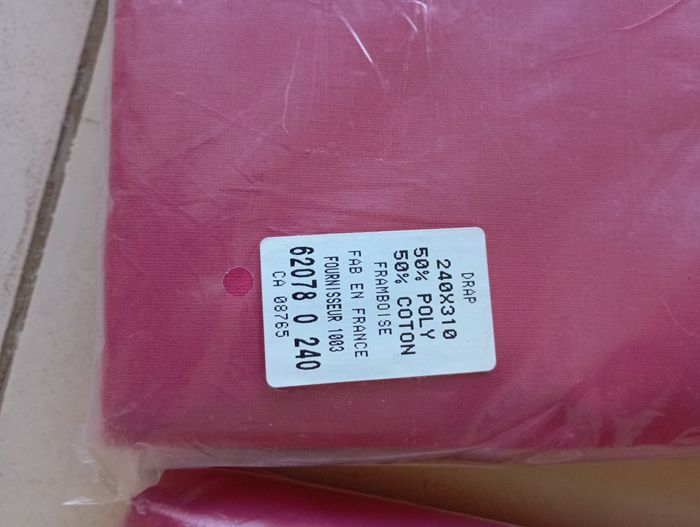 DRAP
240X310
50% POLY
50% COTON
FRAMBOISE
FAB EN FRANCE
FOURNISSEUR 1003
62078 0 240
CA 08765